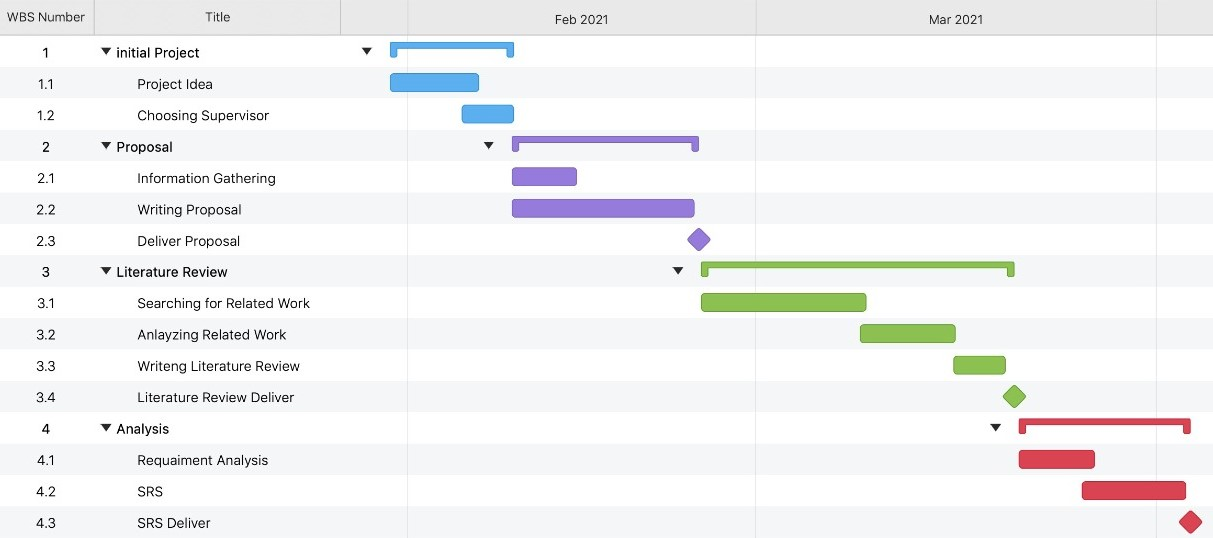 WBS Number Title Feb 2021 Mar 2021
1 initial Project
1.1 Project Idea
1.2 Choosing Supervisor
2 Proposal
2.1 Information Gathering
2.2 Writing Proposal
2.3 Deliver Proposal
3 Literature Review
3.1 Searching for Related Work
3.2 Anlayzing Related Work
3.3 Writeng Literature Review
3.4 Literature Review Deliver
4 Analysis
4.1 Requaiment Analysis
4.2 SRS
4.3 SRS Deliver